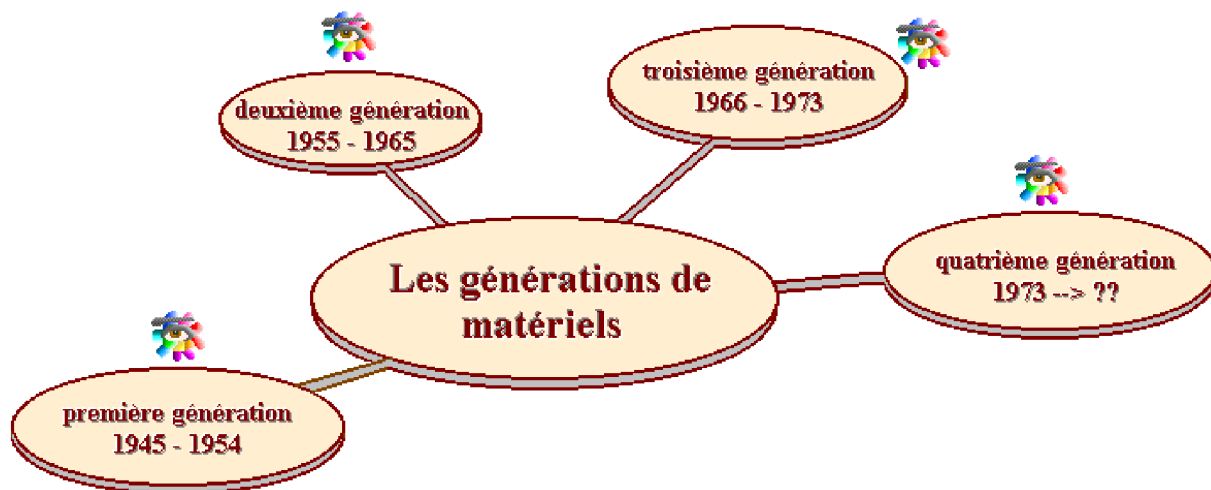 deuxième génération
1955 - 1965
troisième génération
1966 - 1973
quatrième génération
1973 --> ??
Les générations de
matériels
première génération
1945 - 1954